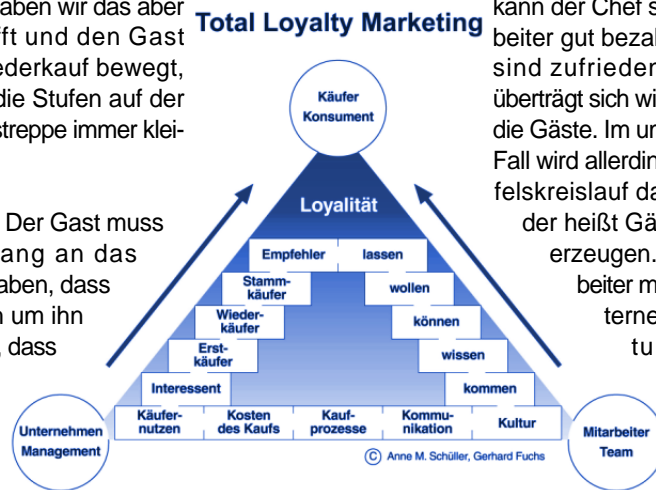 aben wir das aber
fft und den Gast
ederkauf bewegt,
die Stufen auf der
streppe immer klei-
Der Gast muss
ang an das
aben, dass
um ihn
dass
Total Loyalty Marketing
Käufer
Konsument
Loyalität
Empfehler lassen
Stamm-
käufer
wollen
Wieder-
käufer
können
Erst-
käufer
wissen
Interessent kommen
Käufer-
nutzen
Kosten
des Kaufs
Kauf-
prozesse
Kommu-
nikation
Kultur
Unternehmen
Management
Mitarbeiter
Team
© Anne M. Schüller, Gerhard Fuchs
kann der Chef s
beiter gut bezal
sind zufrieden
überträgt sich wi
die Gäste. Im un
Fall wird allerdin
felskreislauf da
der heißt Gä
erzeugen.
beiter m
terne
tu